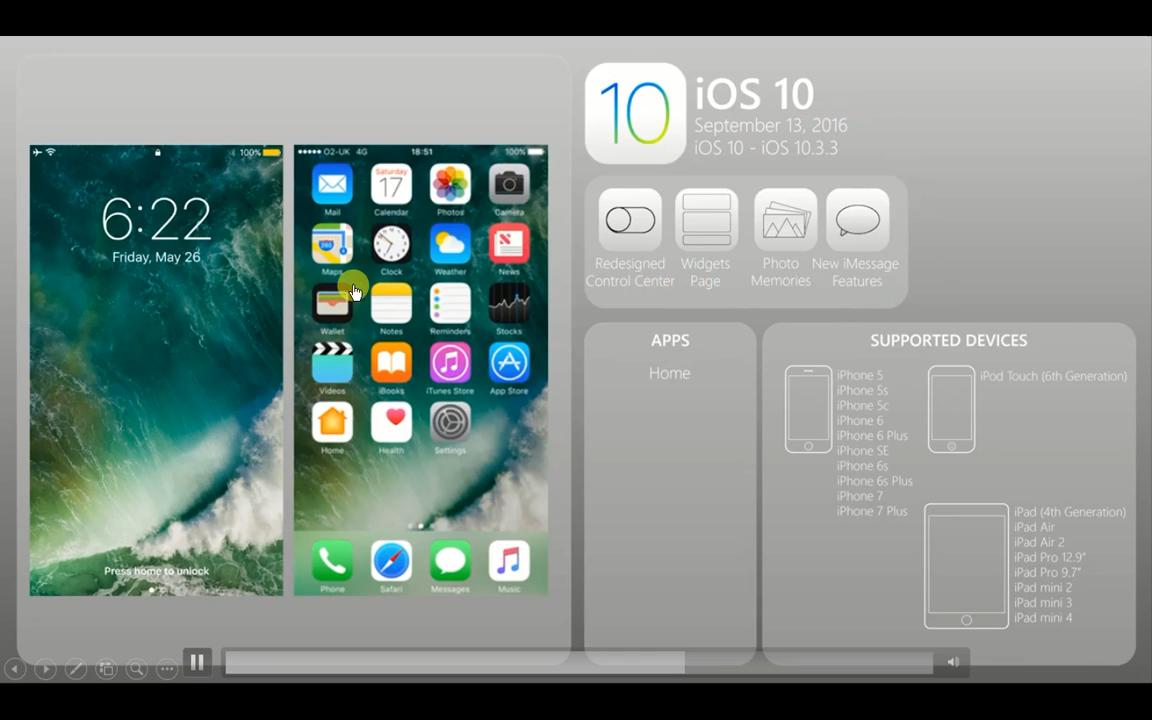 100%
6:22
Friday, May 26
Press home to unlock
O2-UK 4G 18:51 100%
Saturday
17
Mail Calendar Photos Camera
280
Maps Clock Weather News
Wallet Notes Reminders Stocks
Videos iBooks iTunes Store App Store
Home Health Settings
Phone Safari Messages Music
10
iOS 10
September 13, 2016
iOS 10 - iOS 10.3.3
Redesigned
Control Center
Widgets
Page
Photo
Memories
New iMessage
Features
APPS
Home
SUPPORTED DEVICES
iPhone 5
iPhone 5s
iPhone 5c
iPhone 6
iPhone 6 Plus
iPhone SE
iPhone 6s
iPhone 6s Plus
iPhone 7
iPhone 7 Plus
iPod Touch (6th Generation)
iPad (4th Generation)
iPad Air
iPad Air 2
iPad Pro 12.9"
iPad Pro 9.7"
iPad mini 2
iPad mini 3
iPad mini 4